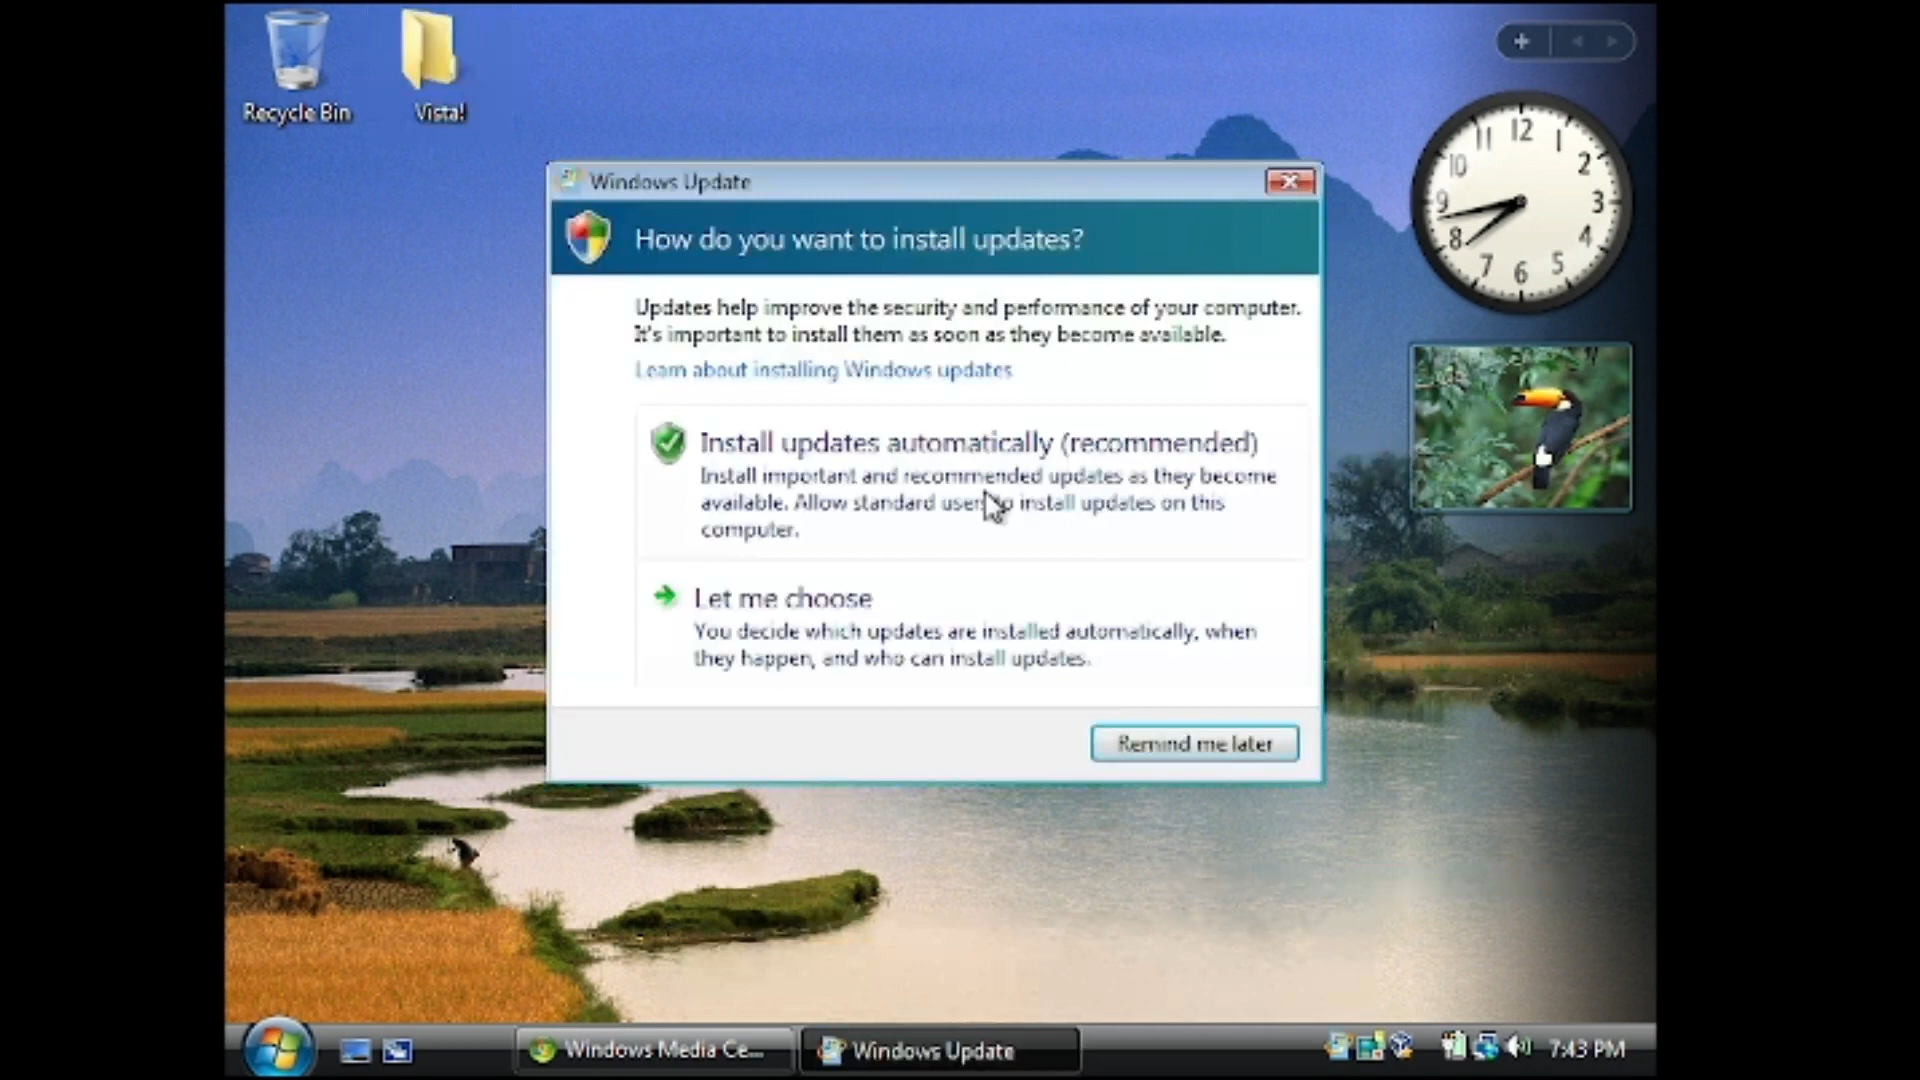 Recycle Bin
Vista!
12
11
1
10
2
9
3
8
4
7
5
6
Windows Update
How do you want to install updates?
Updates help improve the security and performance of your computer.
It's important to install them as soon as they become available.
Learn about installing Windows updates
Install updates automatically (recommended)
Install important and recommended updates as they become
available. Allow standard users to install updates on this
computer.
Let me choose
You decide which updates are installed automatically, when
they happen, and who can install updates.
Remind me later
Windows Media Ce...
Windows Update
7:43 PM